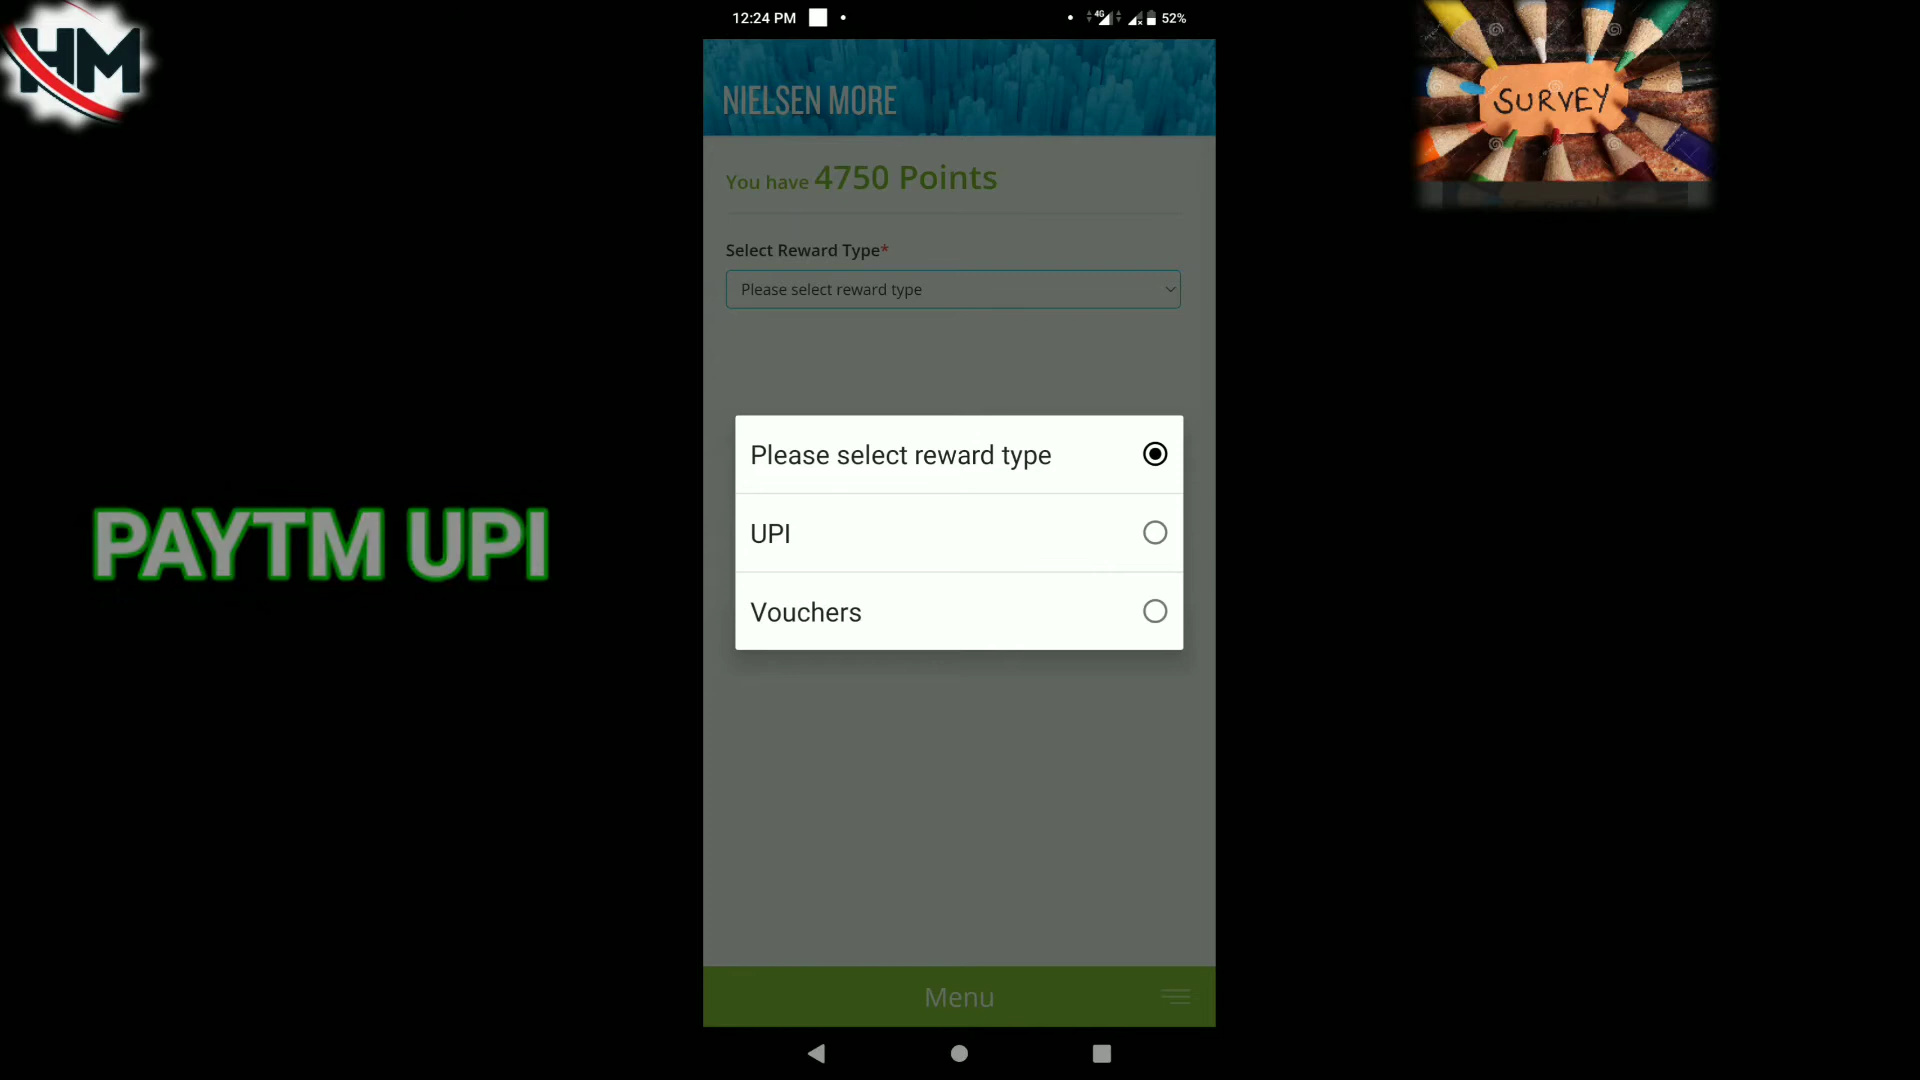 HM
12:24 PM
4G
52%
NIELSEN MORE
SURVEY
You have 4750 Points
Select Reward Type*
Please select reward type
Please select reward type
UPI
Vouchers
PAYTM UPI
Menu